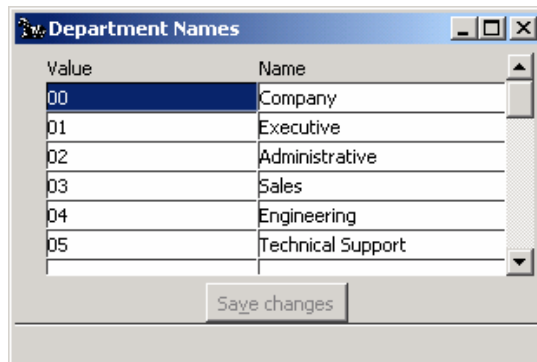 Department Names
Value Name
00 Company
01 Executive
02 Administrative
03 Sales
04 Engineering
05 Technical Support
Save changes